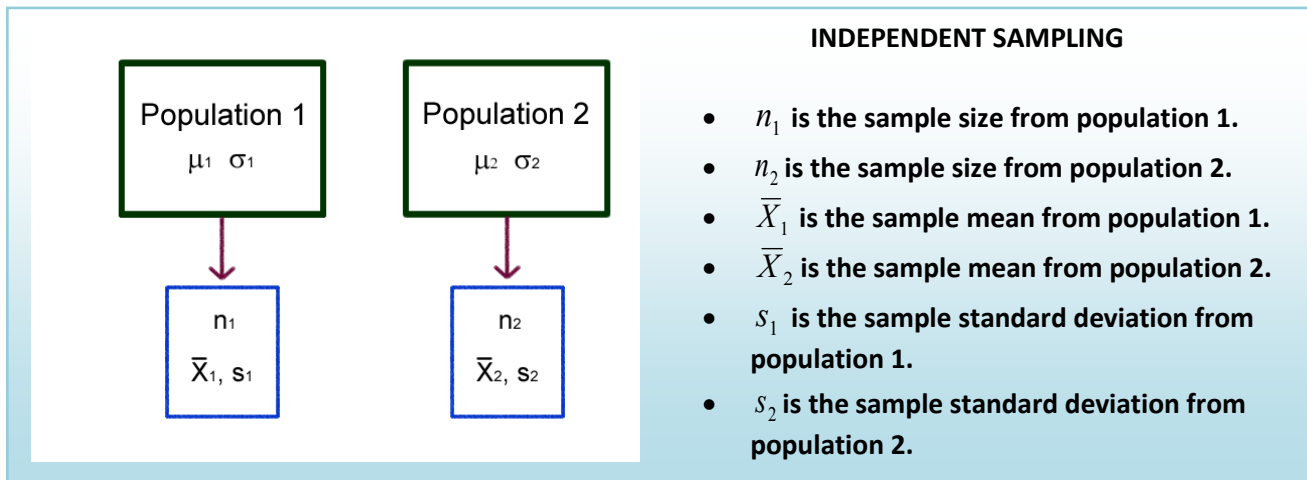 Population 1
μ1 σ1
n1
X̅1, s1
Population 2
μ2 σ2
n2
X̅2, s2
INDEPENDENT SAMPLING
• n1 is the sample size from population 1.
• n2 is the sample size from population 2.
• X̅1 is the sample mean from population 1.
• X̅2 is the sample mean from population 2.
• s1 is the sample standard deviation from
population 1.
• s2 is the sample standard deviation from
population 2.